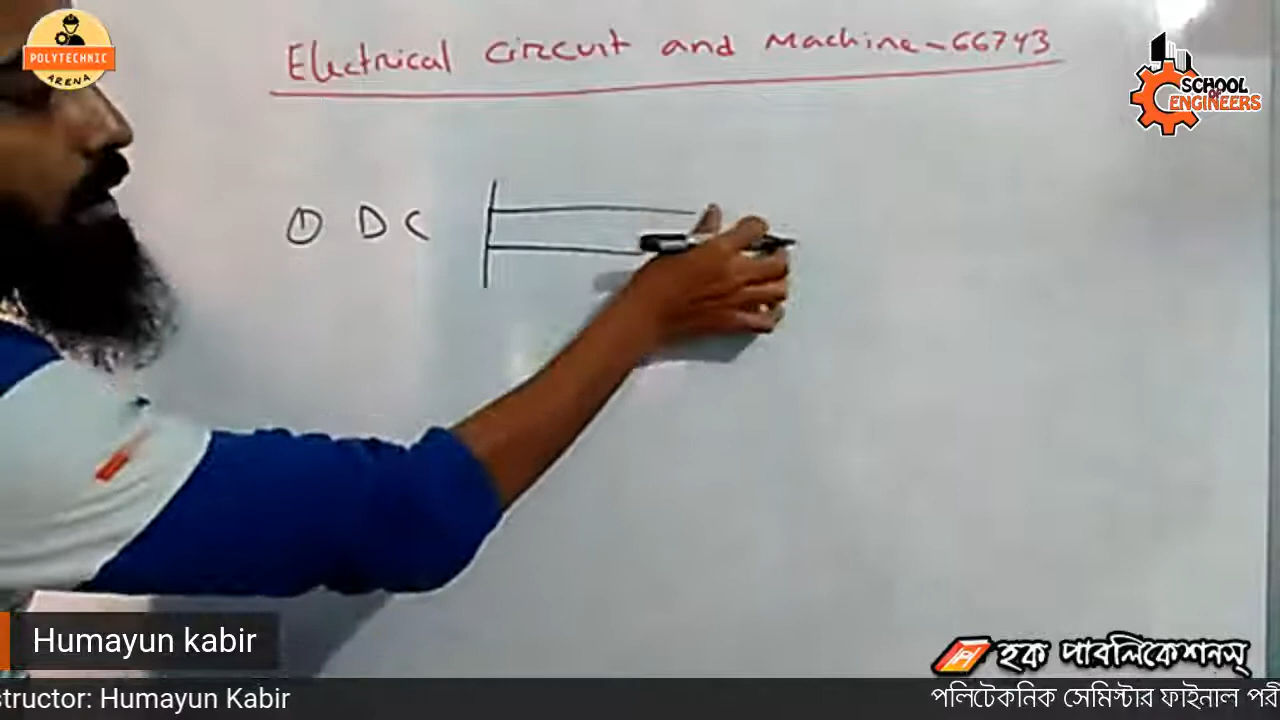 POLYTECHNIC
ARENA
Electrical circuit and Machine-66743
SCHOOL
OF
ENGINEERS
① DC
Humayun kabir
হক পাবলিকেশনস্
structor: Humayun Kabir
পলিটেকনিক সেমিস্টার ফাইনাল পরী